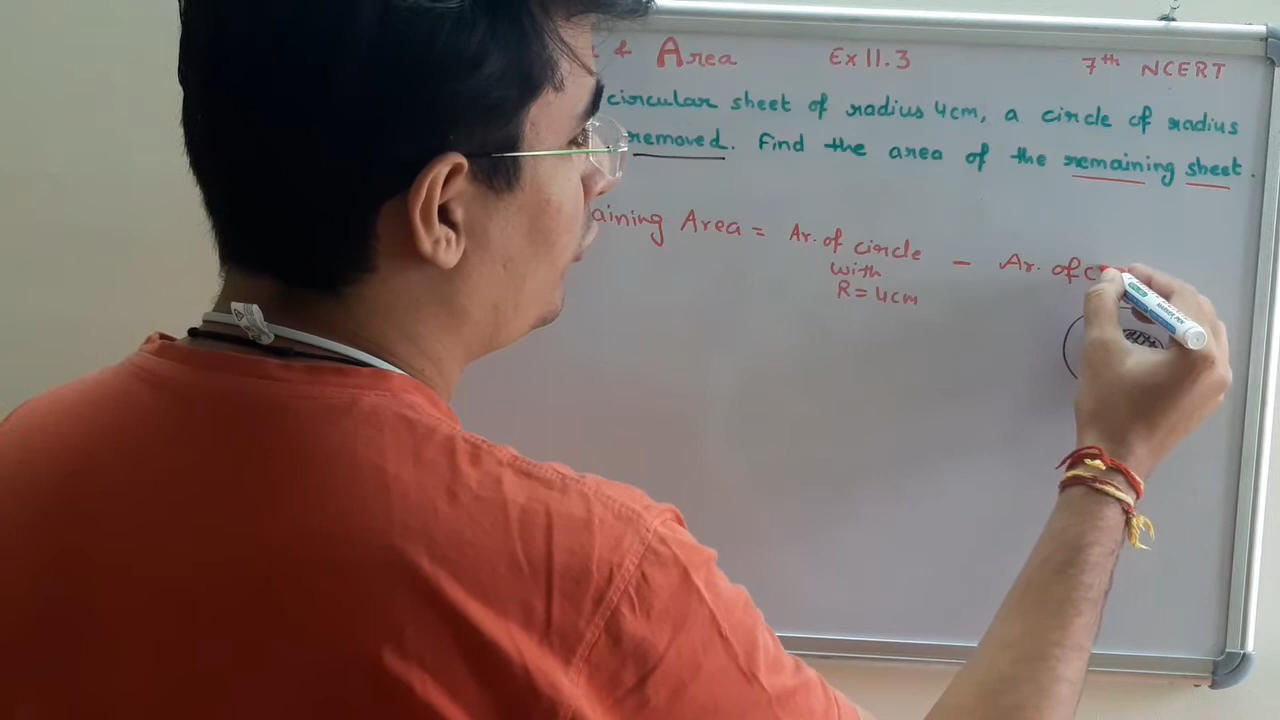 & Area Ex 11.3 7th NCERT
circular sheet of radius 4cm, a circle of radius
removed. Find the area of the remaining sheet.
aining Area = Ar. of circle - Ar. of c
with
R = 4cm